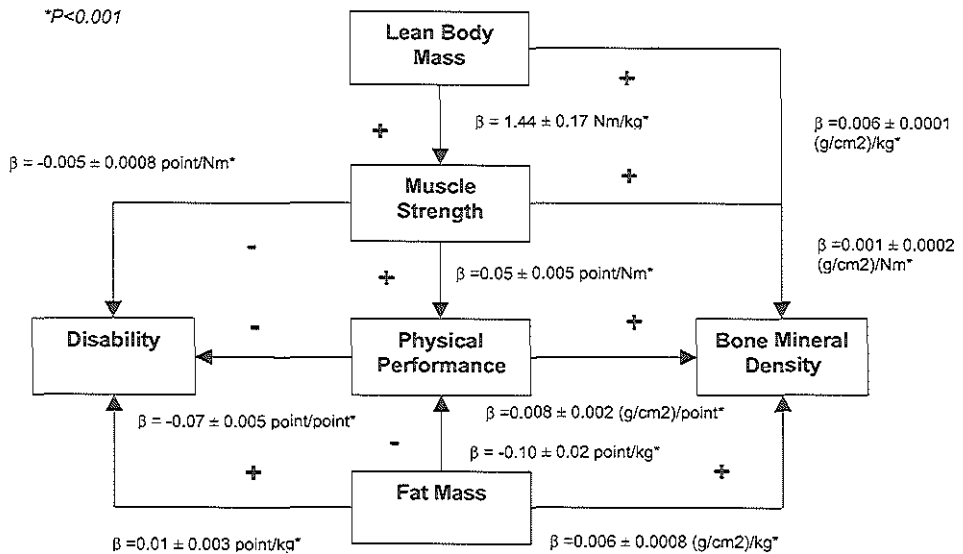 *P<0.001
Lean Body
Mass
+
β = 1.44 ± 0.17 Nm/kg*
+
β =0.006 ± 0.0001
(g/cm2)/kg*
β = -0.005 ± 0.0008 point/Nm*
Muscle
Strength
+
-
β =0.001 ± 0.0002
(g/cm2)/Nm*
+
β =0.05 ± 0.005 point/Nm*
Disability
-
Physical
Performance
+
Bone Mineral
Density
β = -0.07 ± 0.005 point/point*
β =0.008 ± 0.002 (g/cm2)/point*
-
β = -0.10 ± 0.02 point/kg*
+
+
Fat Mass
β =0.01 ± 0.003 point/kg*
β =0.006 ± 0.0008 (g/cm2)/kg*